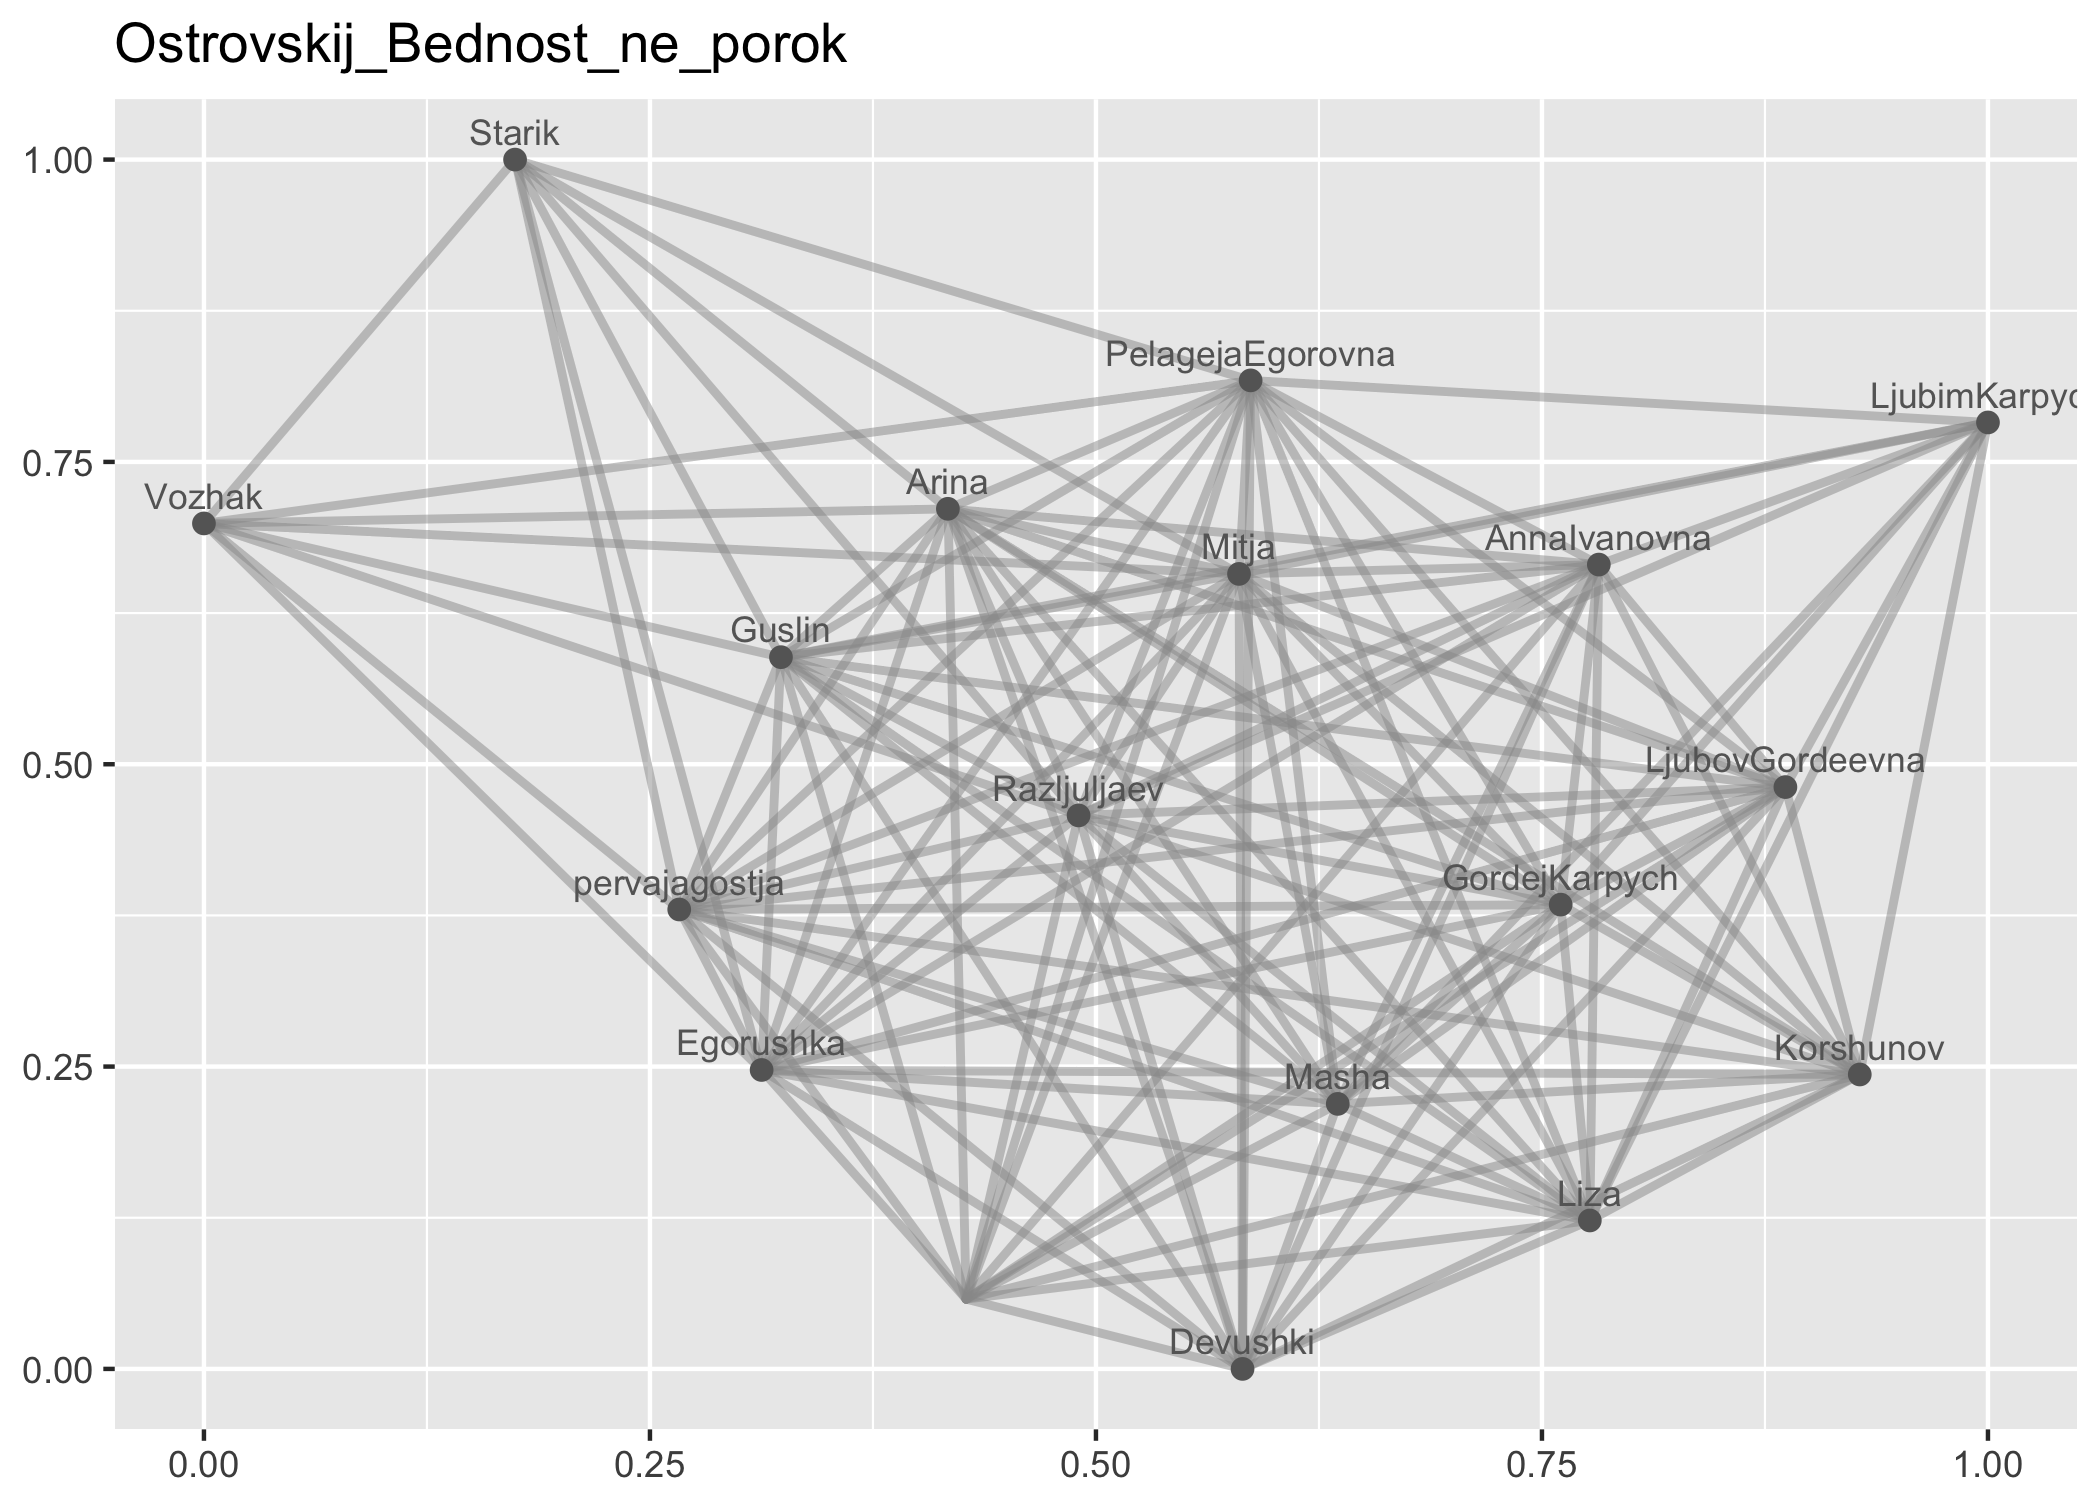 Ostrovskij_Bednost_ne_porok
Starik
1.00
PelagejaEgorovna
LjubimKarpyc
0.75
Arina
Vozhak
AnnaIvanovna
Mitja
Guslin
LjubovGordeevna
0.50
Razljuljaev
GordejKarpych
pervajagostja
Egorushka
Korshunov
0.25
Masha
Liza
Devushki
0.00
0.00 0.25 0.50 0.75 1.00